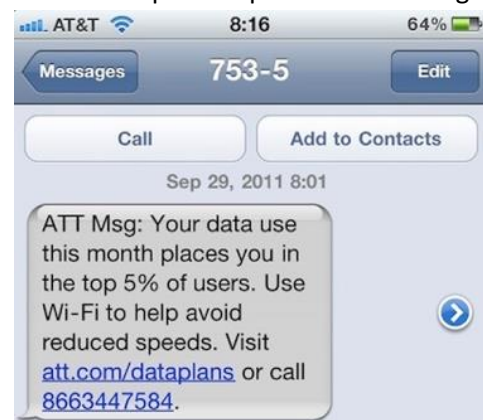 AT&T 8:16 64%
Messages 753-5 Edit
Call Add to Contacts
Sep 29, 2011 8:01
ATT Msg: Your data use
this month places you in
the top 5% of users. Use
Wi-Fi to help avoid
reduced speeds. Visit
att.com/dataplans or call
8663447584.